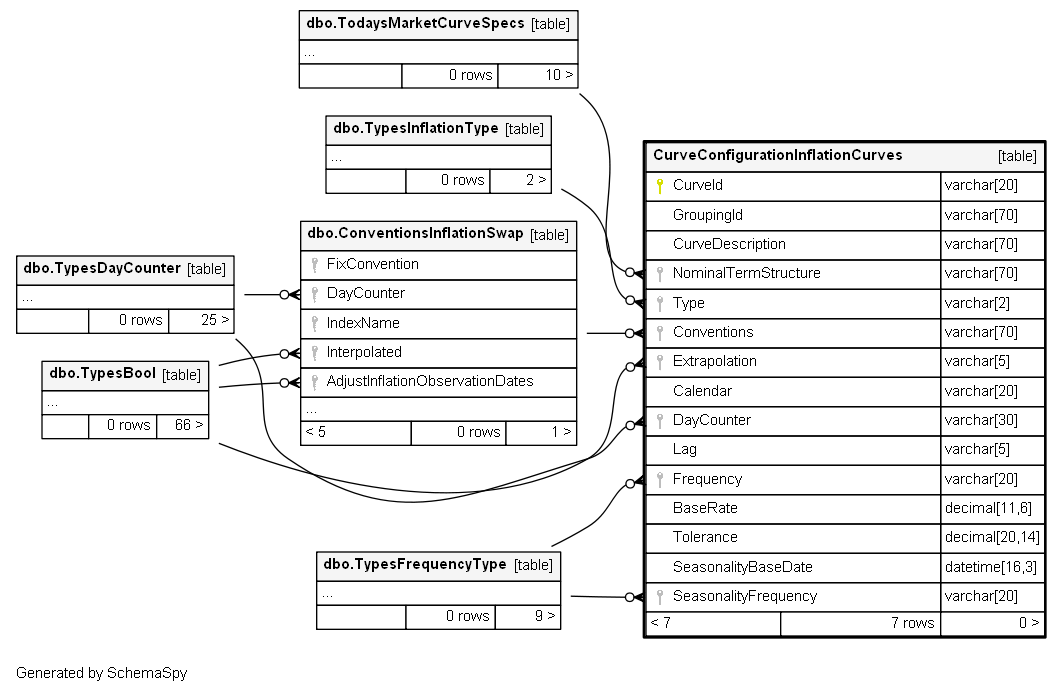 dbo.TodaysMarketCurveSpecs [table]
...
0 rows 10 >
dbo.TypesInflationType [table]
...
0 rows 2 >
dbo.ConventionsInflationSwap [table]
FixConvention
DayCounter
IndexName
Interpolated
AdjustInflationObservationDates
...
< 5 0 rows 1 >
dbo.TypesDayCounter [table]
...
0 rows 25 >
dbo.TypesBool [table]
...
0 rows 66 >
dbo.TypesFrequencyType [table]
...
0 rows 9 >
CurveConfigurationInflationCurves [table]
CurveId varchar[20]
GroupingId varchar[70]
CurveDescription varchar[70]
NominalTermStructure varchar[70]
Type varchar[2]
Conventions varchar[70]
Extrapolation varchar[5]
Calendar varchar[20]
DayCounter varchar[30]
Lag varchar[5]
Frequency varchar[20]
BaseRate decimal[11,6]
Tolerance decimal[20,14]
SeasonalityBaseDate datetime[16,3]
SeasonalityFrequency varchar[20]
< 7 7 rows 0 >
Generated by SchemaSpy